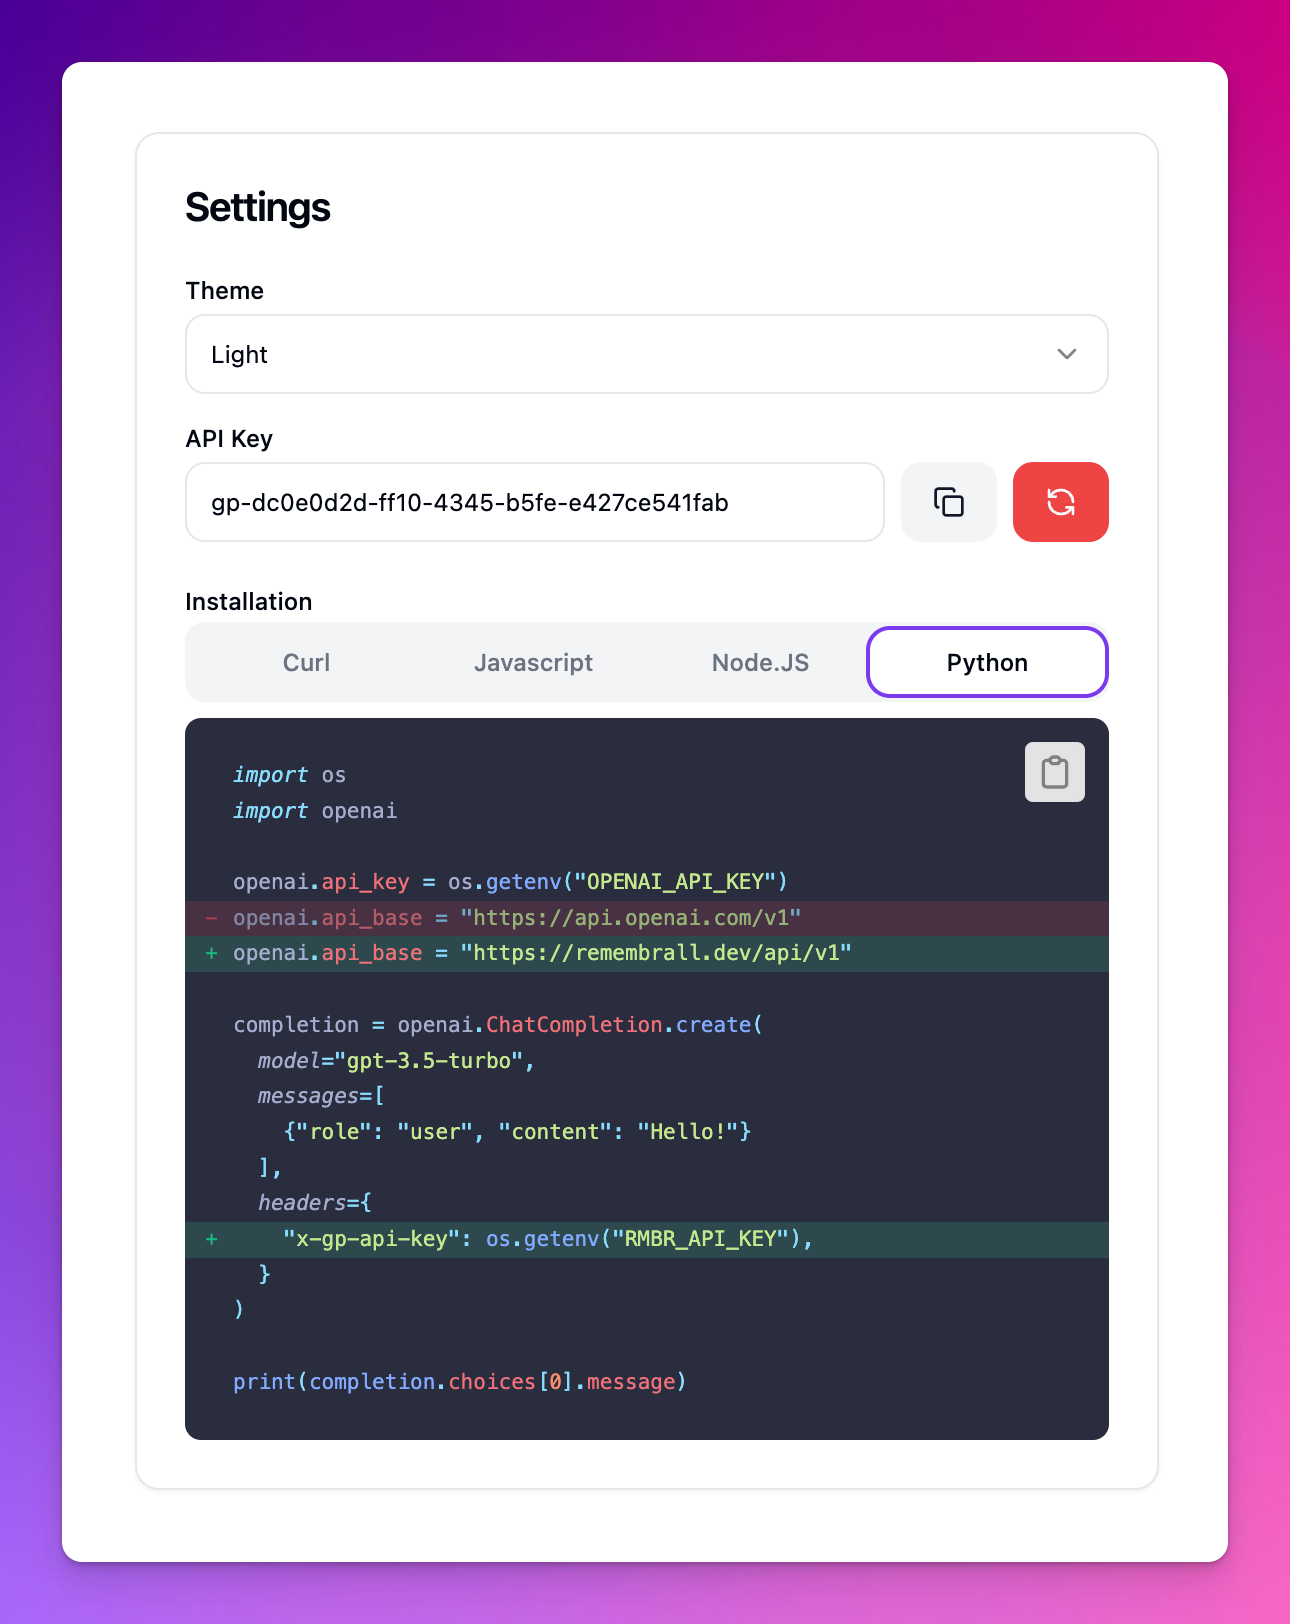 Settings
Theme
Light
API Key
gp-dc0e0d2d-ff10-4345-b5fe-e427ce541fab
Installation
Curl Javascript Node.JS Python
import os
import openai
openai.api_key = os.getenv("OPENAI_API_KEY")
- openai.api_base = "https://api.openai.com/v1"
+ openai.api_base = "https://remembrall.dev/api/v1"
completion = openai.ChatCompletion.create(
  model="gpt-3.5-turbo",
  messages=[
    {"role": "user", "content": "Hello!"}
  ],
  headers={
+     "x-gp-api-key": os.getenv("RMBR_API_KEY"),
  }
)
print(completion.choices[0].message)